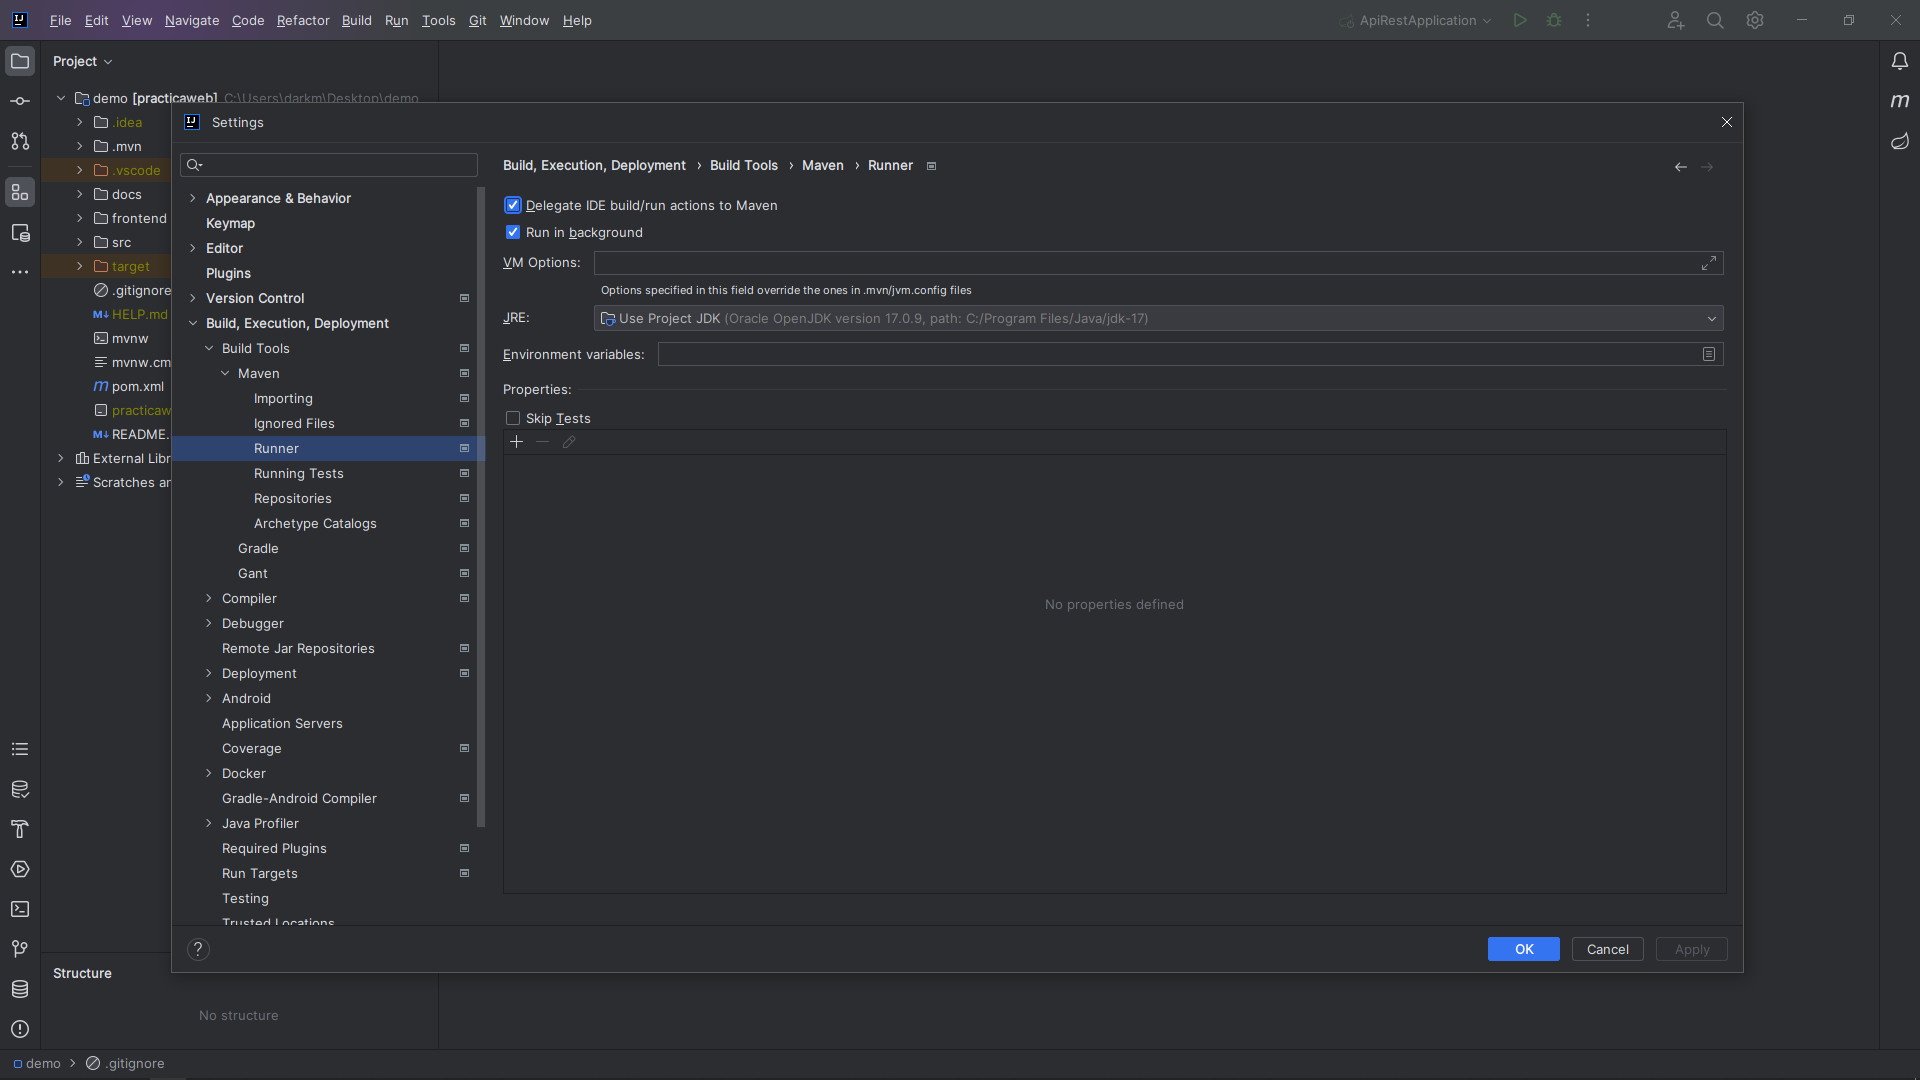 File Edit View Navigate Code Refactor Build Run Tools Git Window Help
ApiRestApplication
Project
demo [practicaweb] C:\Users\darkm\Desktop\demo
.idea
.mvn
.vscode
docs
frontend
src
target
.gitignore
HELP.md
mvnw
mvnw.cm
pom.xml
practicaw
README.
External Libr
Scratches ar
Structure
No structure
demo > .gitignore
Settings
Appearance & Behavior
Keymap
Editor
Plugins
Version Control
Build, Execution, Deployment
Build Tools
Maven
Importing
Ignored Files
Runner
Running Tests
Repositories
Archetype Catalogs
Gradle
Gant
Compiler
Debugger
Remote Jar Repositories
Deployment
Android
Application Servers
Coverage
Docker
Gradle-Android Compiler
Java Profiler
Required Plugins
Run Targets
Testing
Trusted Locations
Build, Execution, Deployment › Build Tools › Maven › Runner
Delegate IDE build/run actions to Maven
Run in background
VM Options:
Options specified in this field override the ones in .mvn/jvm.config files
JRE: Use Project JDK (Oracle OpenJDK version 17.0.9, path: C:/Program Files/Java/jdk-17)
Environment variables:
Properties:
Skip Tests
No properties defined
? OK Cancel Apply